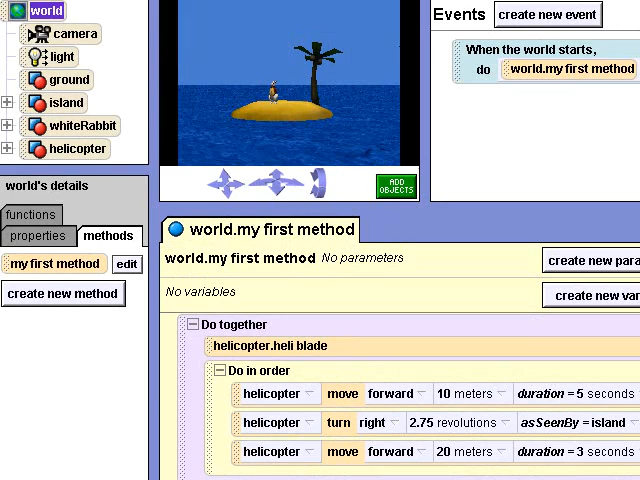 world
camera
light
ground
island
whiteRabbit
helicopter
world's details
functions
properties methods
my first method edit
create new method
ADD
OBJECTS
Events create new event
When the world starts,
do world.my first method
world.my first method
world.my first method No parameters create new para
No variables create new var
Do together
helicopter.heli blade
Do in order
helicopter move forward 10 meters duration = 5 seconds
helicopter turn right 2.75 revolutions asSeenBy = island
helicopter move forward 20 meters duration = 3 seconds